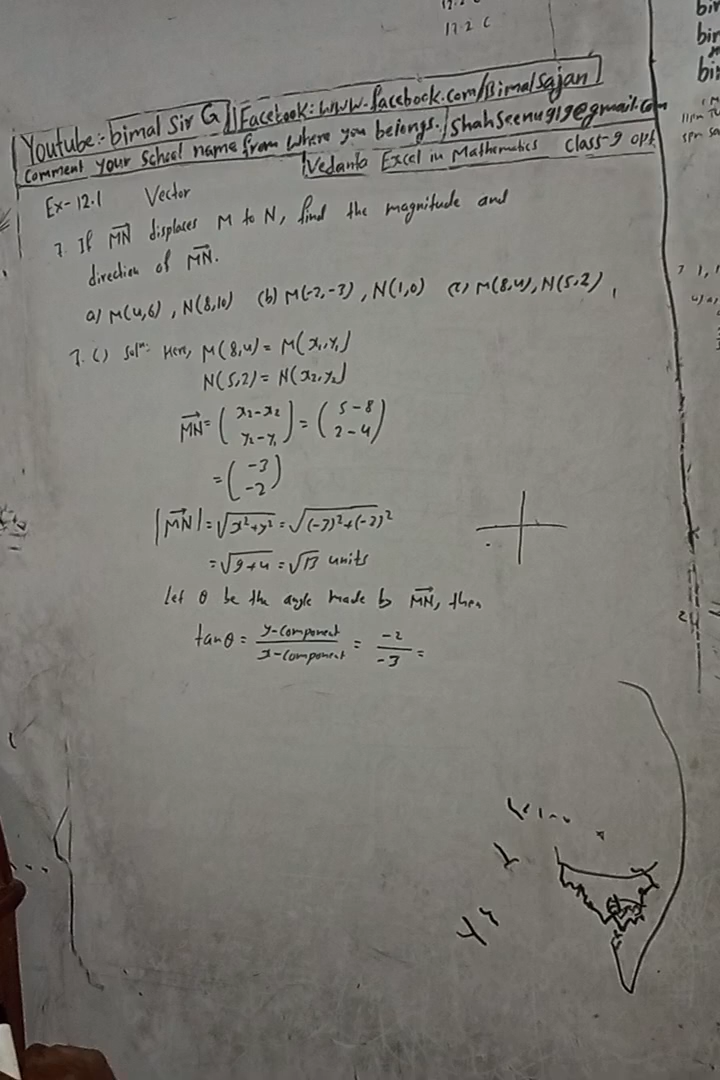 17.2 C
Youtube:- bimal Sir G | Facebook: www.facebook.com/Bimalsajan
Comment your School name from where you belongs. | Shahseenu919@gmail.com
Vedanta Excel in Mathematics Class-9 opt
Ex-12.1 Vector
7. If MN displaces M to N, find the magnitude and
direction of MN.
a) M(4,6), N(8,10) (b) M(-2,-3), N(1,0) (c) M(8,4), N(5,2),
7. c) Solⁿ: Here, M(8,4) = M(x₁,y₁)
N(5,2) = N(x₂,y₂)
MN = (x₂-x₂ y₂-y₁) = (5-8 2-4)
= (-3 -2)
|MN| = √x²+y² = √(-3)²+(-2)²
= √9+4 = √13 units
Let θ be the angle made by MN, then
tanθ = y-component/x-component = -2/-3 =